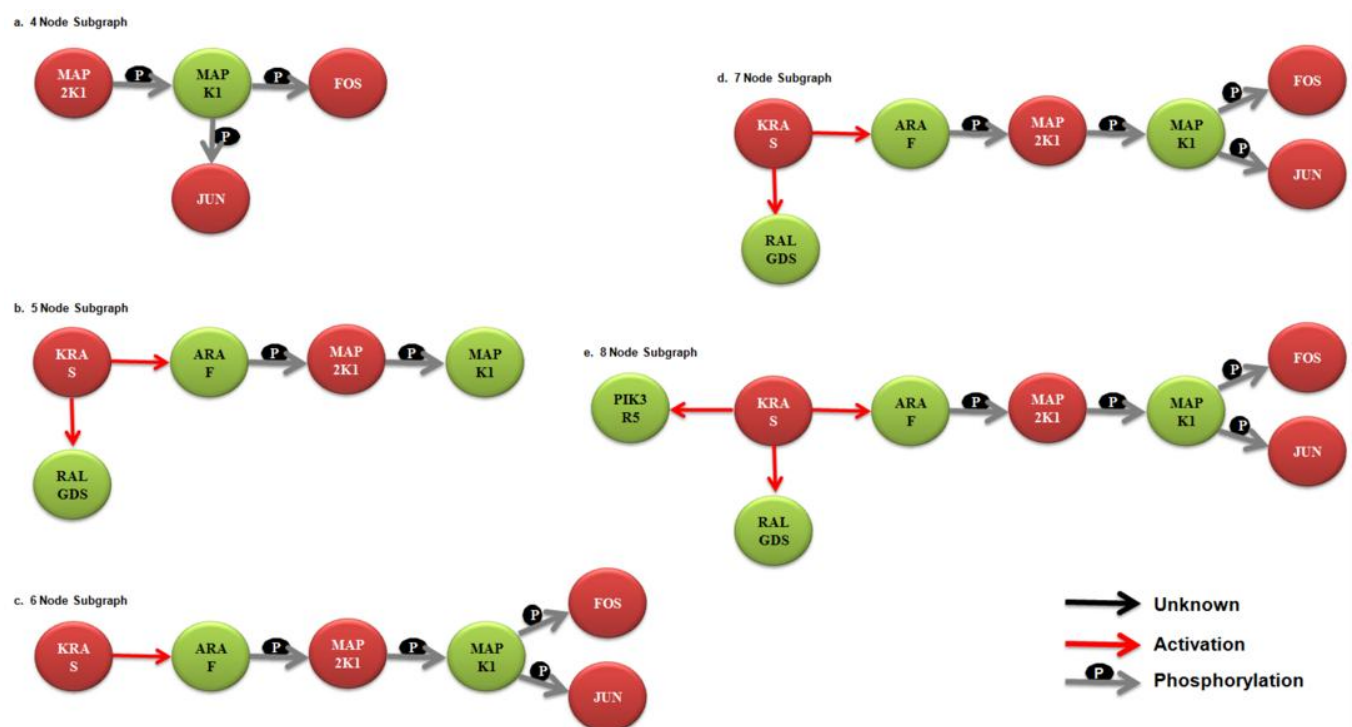 a. 4 Node Subgraph
MAP
2K1
P
MAP
K1
P
FOS
P
JUN
b. 5 Node Subgraph
KRA
S
ARA
F
P
MAP
2K1
P
MAP
K1
RAL
GDS
c. 6 Node Subgraph
KRA
S
ARA
F
P
MAP
2K1
P
MAP
K1
P
FOS
P
JUN
d. 7 Node Subgraph
KRA
S
ARA
F
P
MAP
2K1
P
MAP
K1
P
FOS
P
JUN
RAL
GDS
e. 8 Node Subgraph
PIK3
R5
KRA
S
ARA
F
P
MAP
2K1
P
MAP
K1
P
FOS
P
JUN
RAL
GDS
Unknown
Activation
P
Phosphorylation